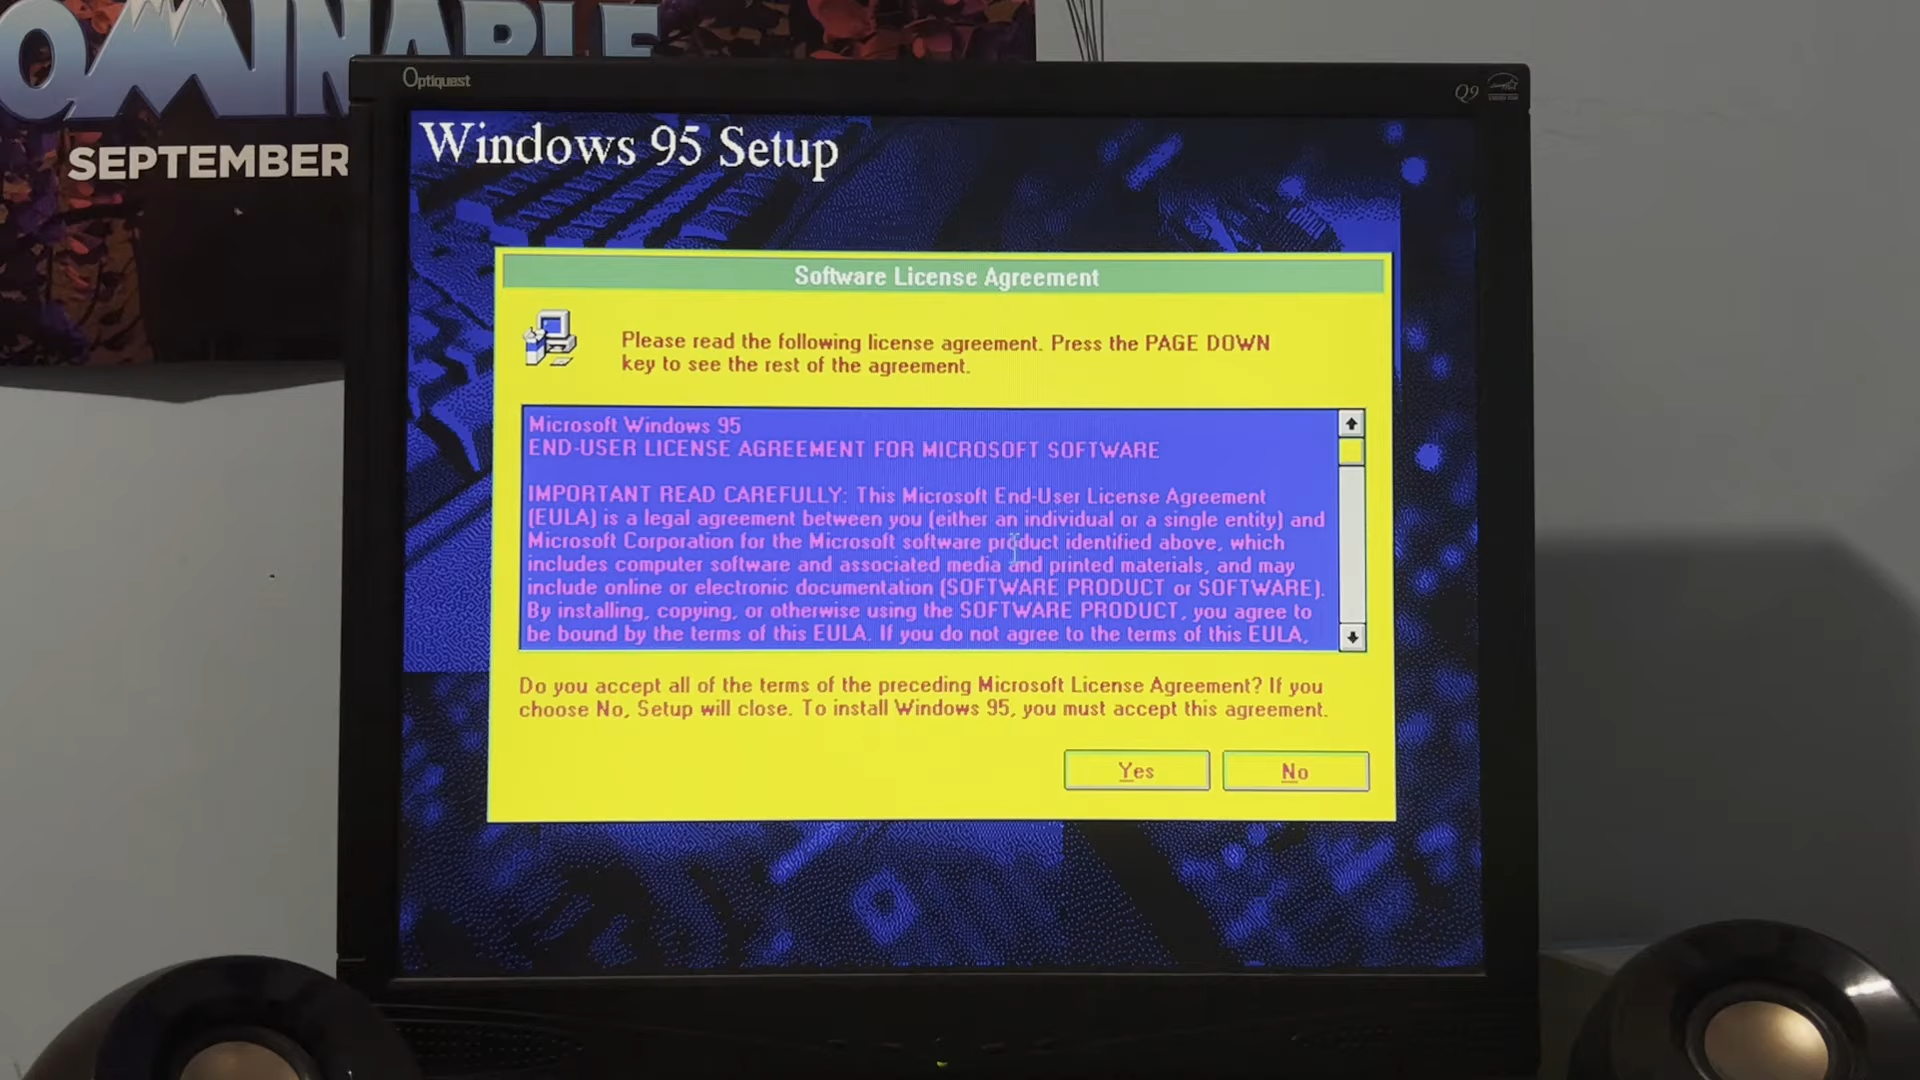 OMINABLE
SEPTEMBER
Optiquest
Q9
Windows 95 Setup
Software License Agreement
Please read the following license agreement. Press the PAGE DOWN
key to see the rest of the agreement.
Microsoft Windows 95
END-USER LICENSE AGREEMENT FOR MICROSOFT SOFTWARE
IMPORTANT READ CAREFULLY: This Microsoft End-User License Agreement
(EULA) is a legal agreement between you (either an individual or a single entity) and
Microsoft Corporation for the Microsoft software product identified above, which
includes computer software and associated media and printed materials, and may
include online or electronic documentation (SOFTWARE PRODUCT or SOFTWARE).
By installing, copying, or otherwise using the SOFTWARE PRODUCT, you agree to
be bound by the terms of this EULA. If you do not agree to the terms of this EULA,
Do you accept all of the terms of the preceding Microsoft License Agreement? If you
choose No, Setup will close. To install Windows 95, you must accept this agreement.
Yes
No